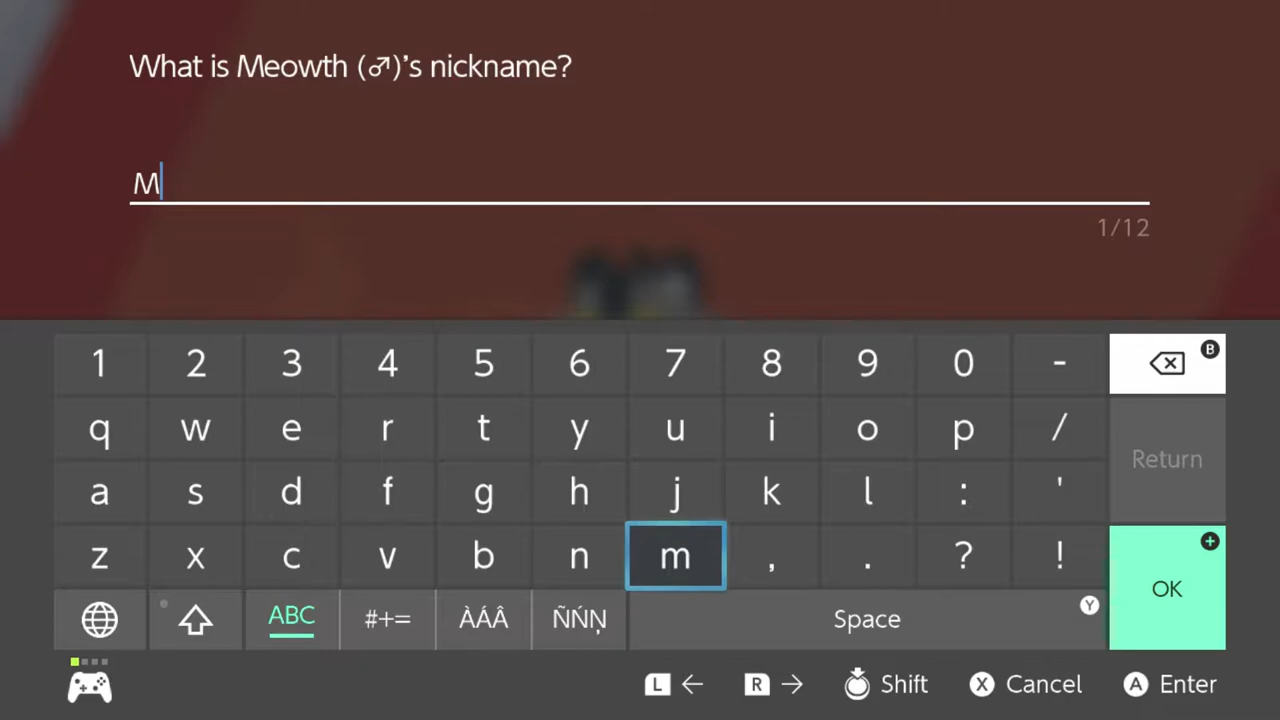 What is Meowth (♂)'s nickname?
M
1/12
1 2 3 4 5 6 7 8 9 0 -
B
q w e r t y u i o p /
Return
a s d f g h j k l : '
z x c v b n m , . ? !
+
OK
ABC #+= ÀÁÂ ÑŃŅ Space Y
L ← R → Shift X Cancel A Enter